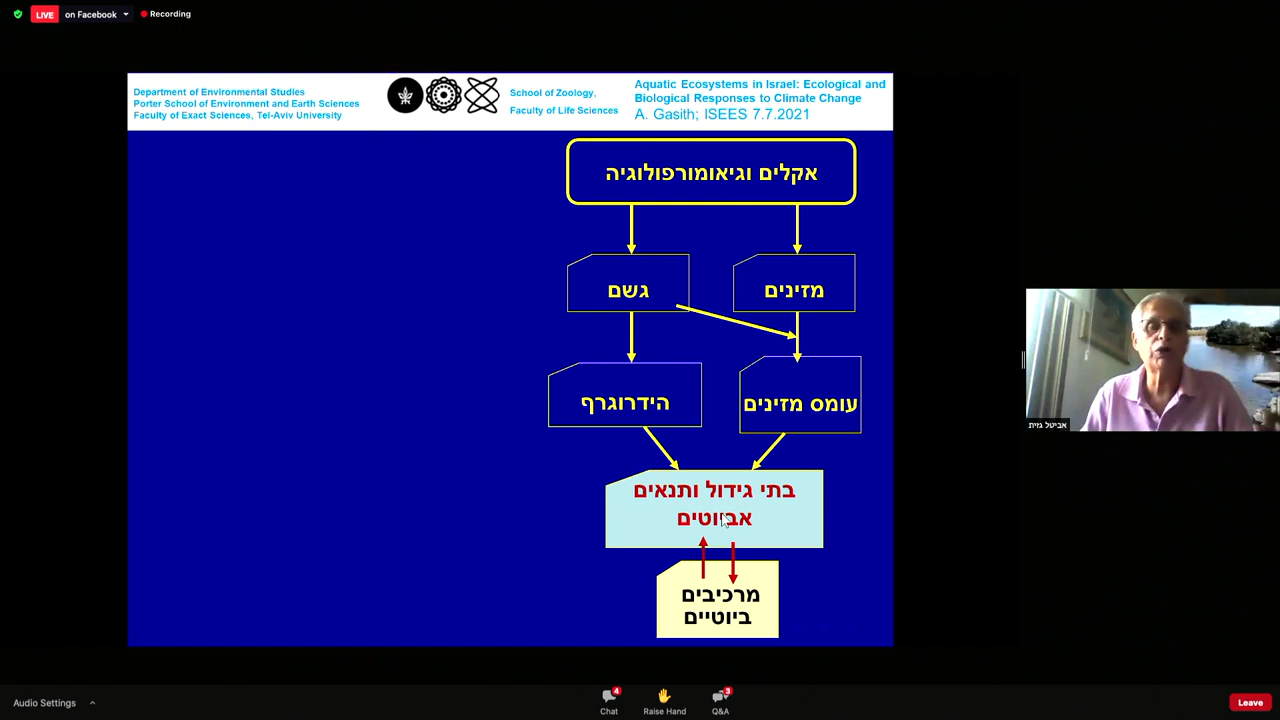 LIVE on Facebook Recording
Department of Environmental Studies
Porter School of Environment and Earth Sciences
Faculty of Exact Sciences, Tel-Aviv University
School of Zoology,
Faculty of Life Sciences
Aquatic Ecosystems in Israel: Ecological and
Biological Responses to Climate Change
A. Gasith; ISEES 7.7.2021
אקלים וגיאומורפולוגיה
מזינים
גשם
עומס מזינים
הידרוגרף
בתי גידול ותנאים
אביוטים
מרכיבים
ביוטיים
אביטל גזית
Audio Settings
4
Chat
Raise Hand
3
Q&A
Leave